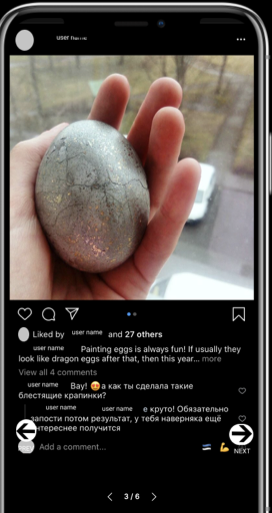 user name
Liked by user name and 27 others
user name Painting eggs is always fun! If usually they
look like dragon eggs after that, then this year... more
View all 4 comments
user name Вау! 😍а как ты сделала такие
блестящие крапинки?
user name user name е круто! Обязательно
запости потом результат, у тебя наверняка ещё
нтереснее получится
Add a comment...
NEXT
3 / 6